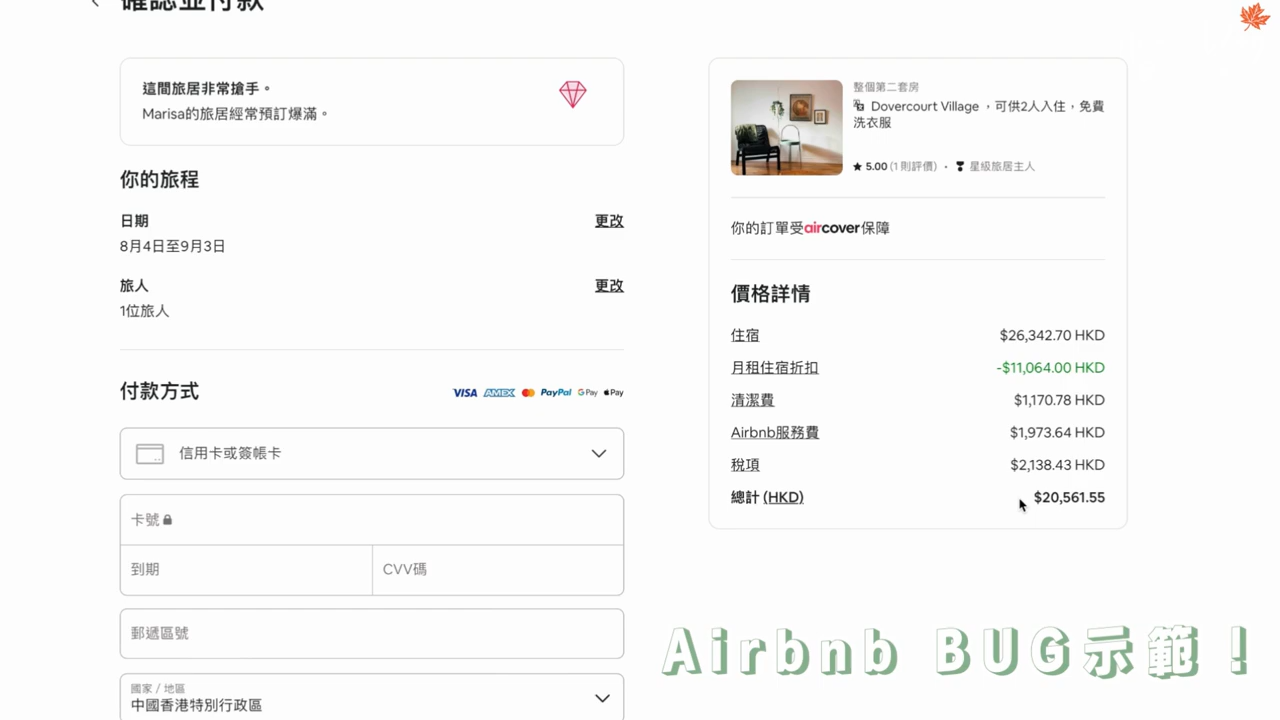 確認並付款
這間旅居非常搶手。
Marisa的旅居經常預訂爆滿。
你的旅程
日期
更改
8月4日至9月3日
旅人
更改
1位旅人
付款方式
VISA AMEX PayPal G Pay Pay
信用卡或簽帳卡
卡號
到期
CVV碼
郵遞區號
國家 / 地區
中國香港特別行政區
整個第二套房
Dovercourt Village ，可供2人入住，免費
洗衣服
5.00 (1 則評價) · 星級旅居主人
你的訂單受aircover保障
價格詳情
住宿 $26,342.70 HKD
月租住宿折扣 -$11,064.00 HKD
清潔費 $1,170.78 HKD
Airbnb服務費 $1,973.64 HKD
稅項 $2,138.43 HKD
總計 (HKD) $20,561.55
Airbnb BUG示範！